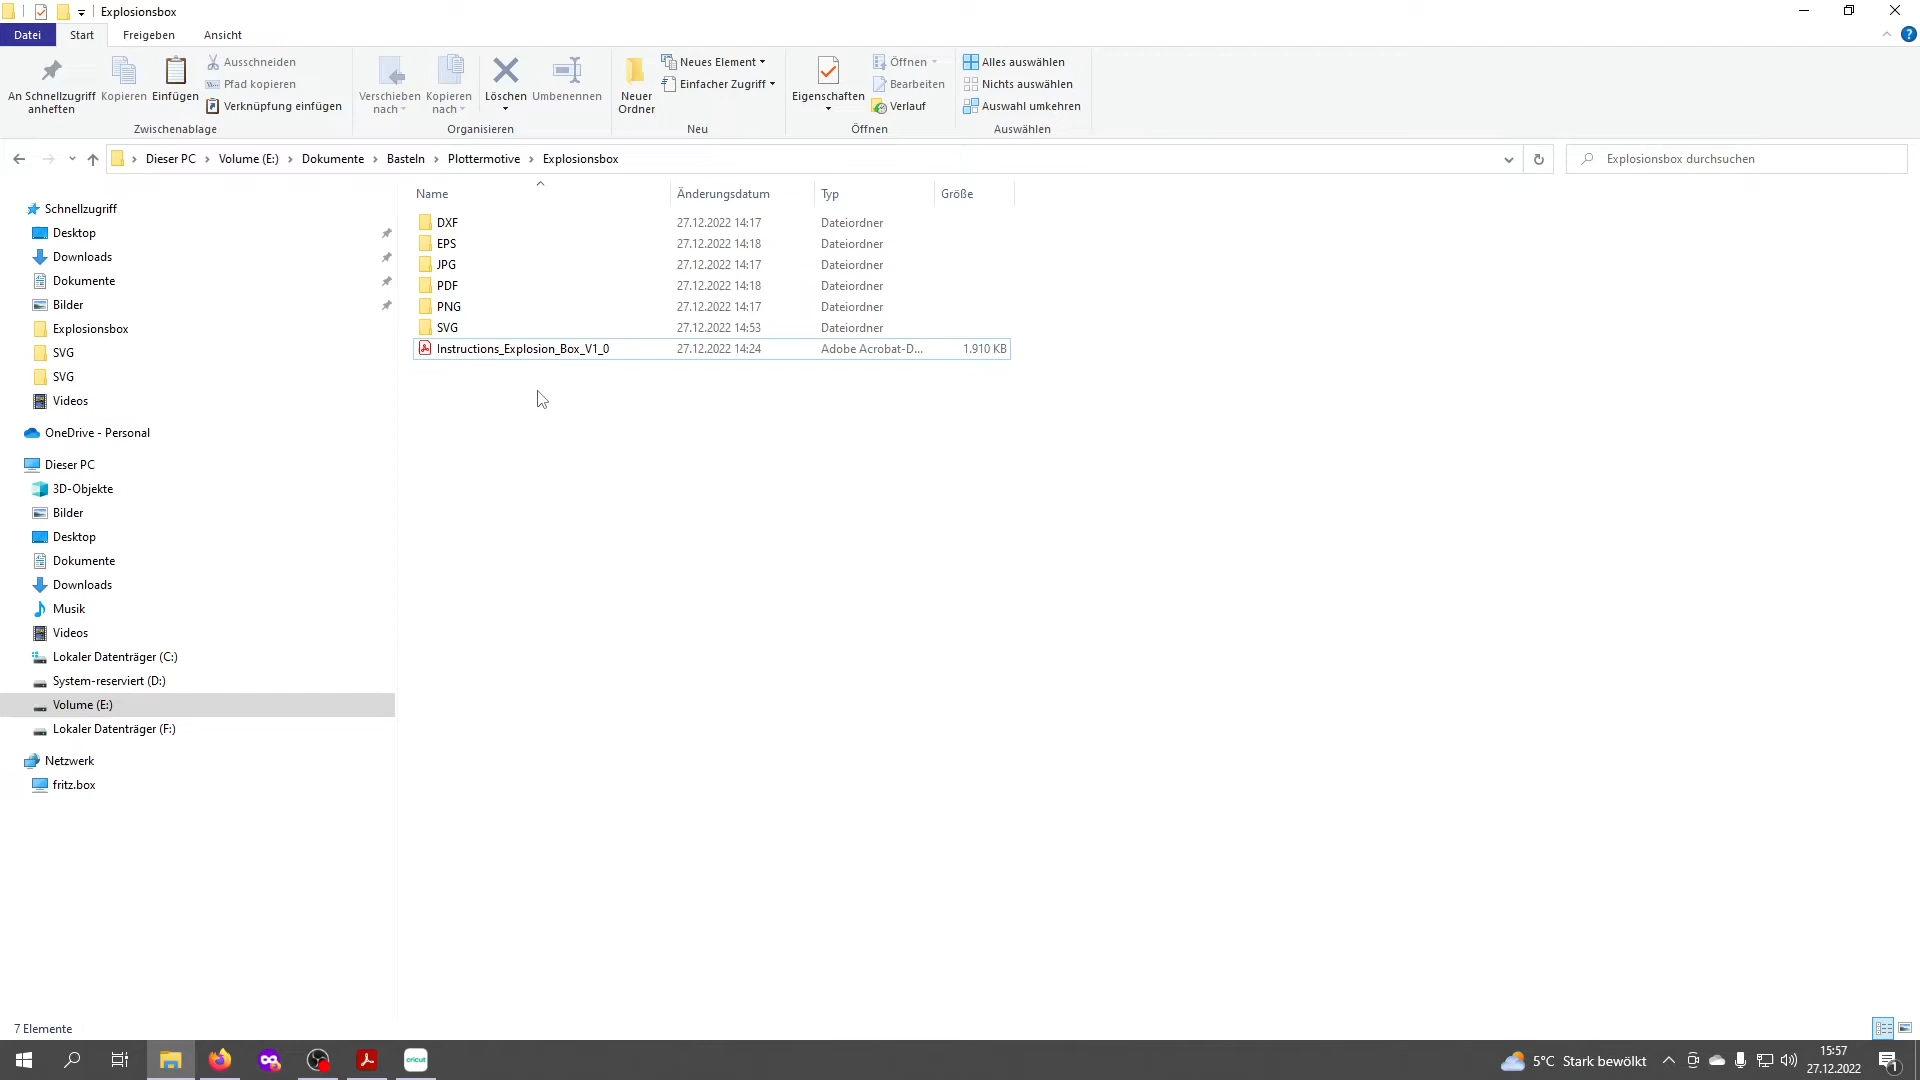 Explosionsbox
Datei Start Freigeben Ansicht
An Schnellzugriff anheften
Kopieren
Einfügen
Ausschneiden
Pfad kopieren
Verknüpfung einfügen
Zwischenablage
Verschieben nach
Kopieren nach
Löschen
Umbenennen
Organisieren
Neuer Ordner
Neues Element
Einfacher Zugriff
Neu
Eigenschaften
Öffnen
Bearbeiten
Verlauf
Öffnen
Alles auswählen
Nichts auswählen
Auswahl umkehren
Auswählen
Dieser PC > Volume (E:) > Dokumente > Basteln > Plottermotive > Explosionsbox
Explosionsbox durchsuchen
Schnellzugriff
Desktop
Downloads
Dokumente
Bilder
Explosionsbox
SVG
SVG
Videos
OneDrive - Personal
Dieser PC
3D-Objekte
Bilder
Desktop
Dokumente
Downloads
Musik
Videos
Lokaler Datenträger (C:)
System-reserviert (D:)
Volume (E:)
Lokaler Datenträger (F:)
Netzwerk
fritz.box
Name Änderungsdatum Typ Größe
DXF 27.12.2022 14:17 Dateiordner
EPS 27.12.2022 14:18 Dateiordner
JPG 27.12.2022 14:17 Dateiordner
PDF 27.12.2022 14:18 Dateiordner
PNG 27.12.2022 14:17 Dateiordner
SVG 27.12.2022 14:53 Dateiordner
Instructions_Explosion_Box_V1_0 27.12.2022 14:24 Adobe Acrobat-D... 1.910 KB
7 Elemente
cricut
5°C Stark bewölkt
15:57
27.12.2022
1